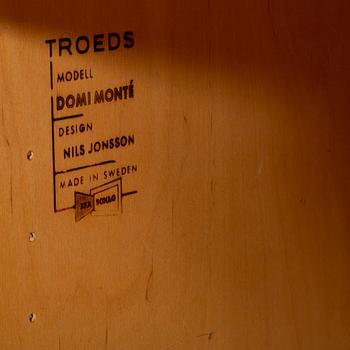 TROEDS
MODELL
DOMI MONTÉ
DESIGN
NILS JONSSON
MADE IN SWEDEN